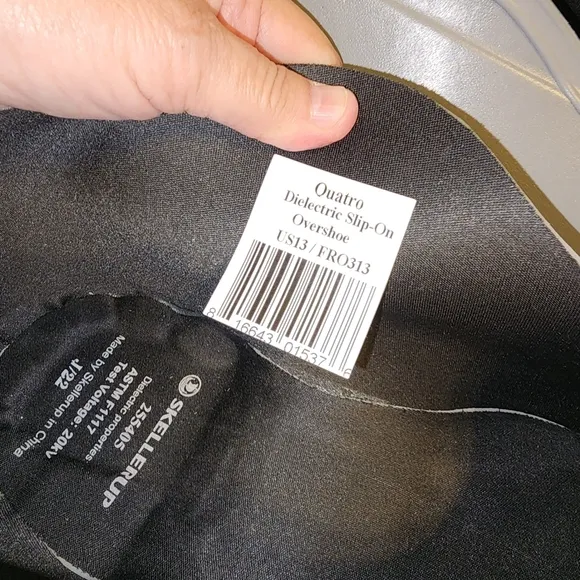 Quatro
Dielectric Slip-On
Overshoe
US13 / FRO313
8 16643 01537 6
SKELLERUP
255405
Dielectric properties
ASTM F1117
Test Voltage: 20kv
Made by Skellerup in China
J/22